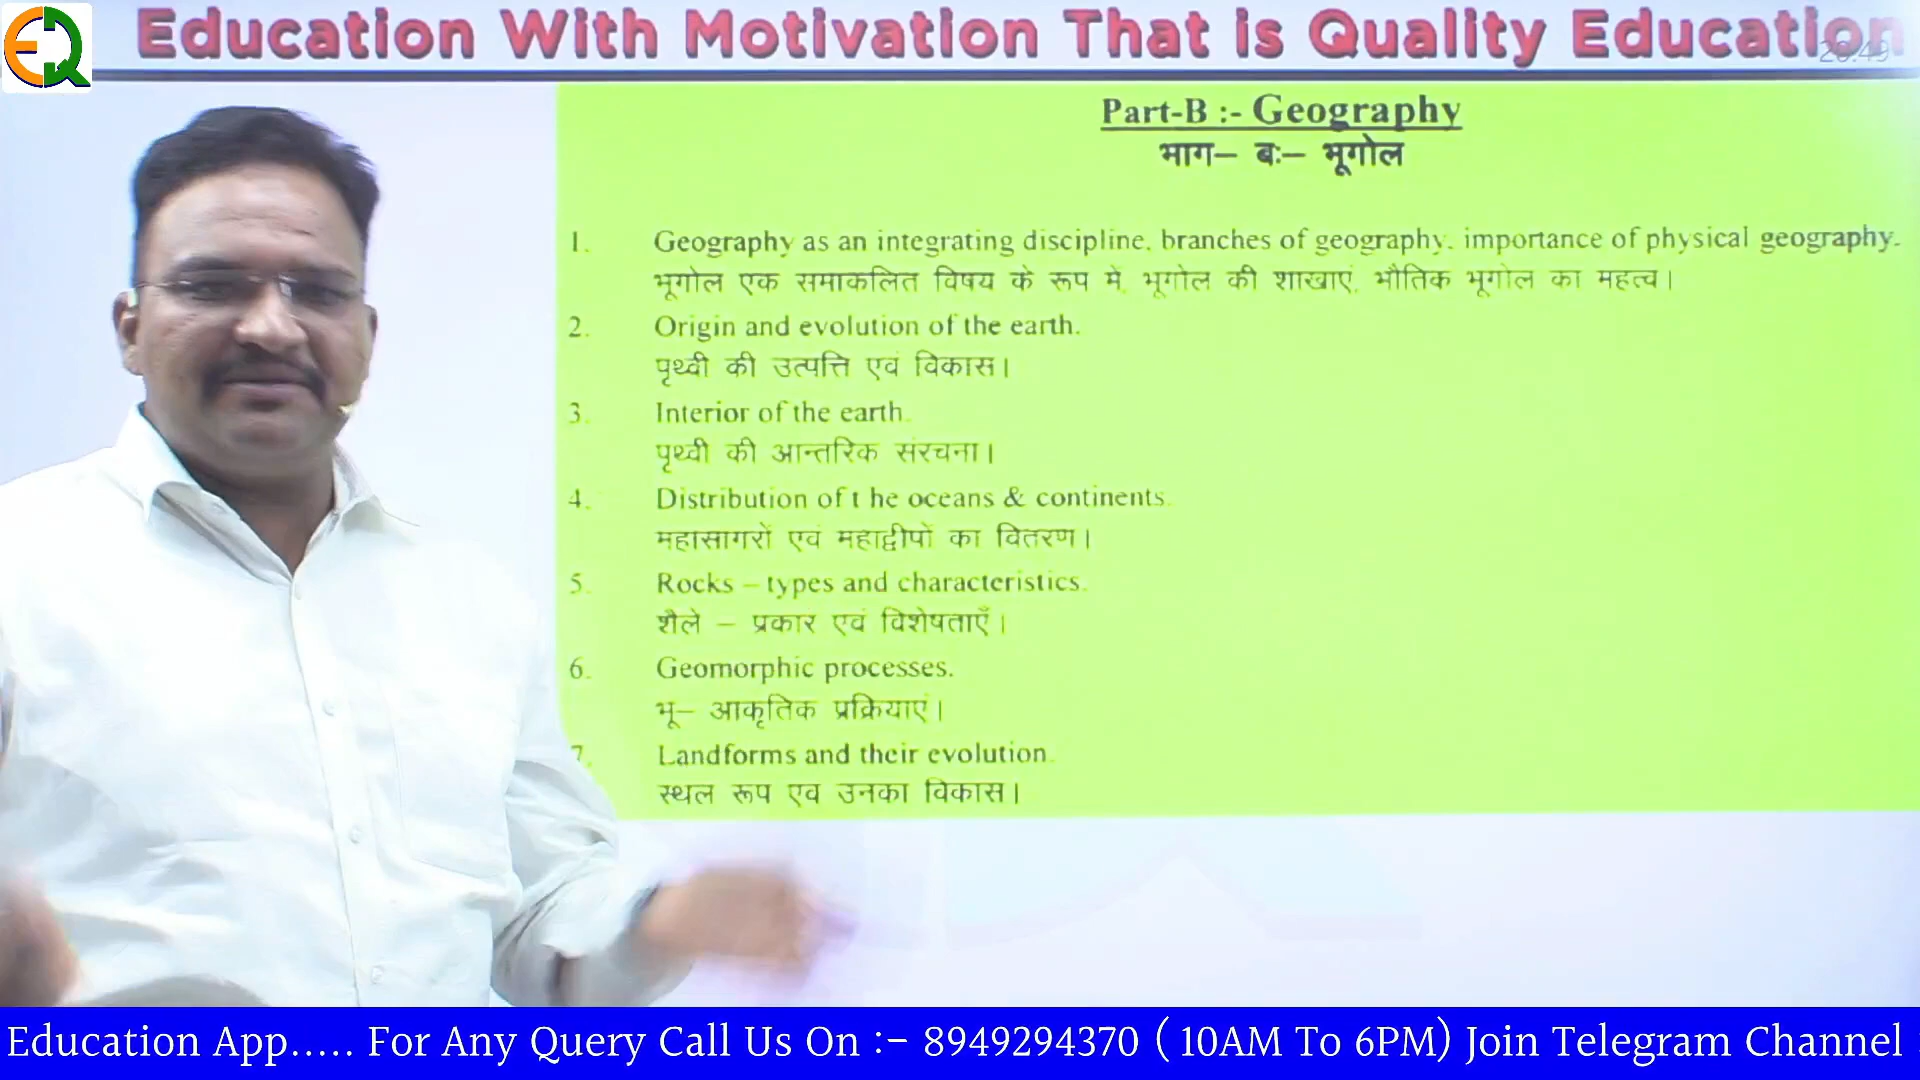 EQ
Education With Motivation That is Quality Education
20:49
Part-B :- Geography
भाग– बः– भूगोल
1. Geography as an integrating discipline, branches of geography, importance of physical geography.
भूगोल एक समाकलित विषय के रूप में, भूगोल की शाखाएं, भौतिक भूगोल का महत्व।
2. Origin and evolution of the earth.
पृथ्वी की उत्पत्ति एवं विकास।
3. Interior of the earth.
पृथ्वी की आन्तरिक संरचना।
4. Distribution of t he oceans & continents.
महासागरों एवं महाद्वीपों का वितरण।
5. Rocks – types and characteristics.
शैले – प्रकार एवं विशेषताएँ।
6. Geomorphic processes.
भू– आकृतिक प्रक्रियाएं।
7. Landforms and their evolution.
स्थल रूप एव उनका विकास।
Education App..... For Any Query Call Us On :- 8949294370 ( 10AM To 6PM) Join Telegram Channel